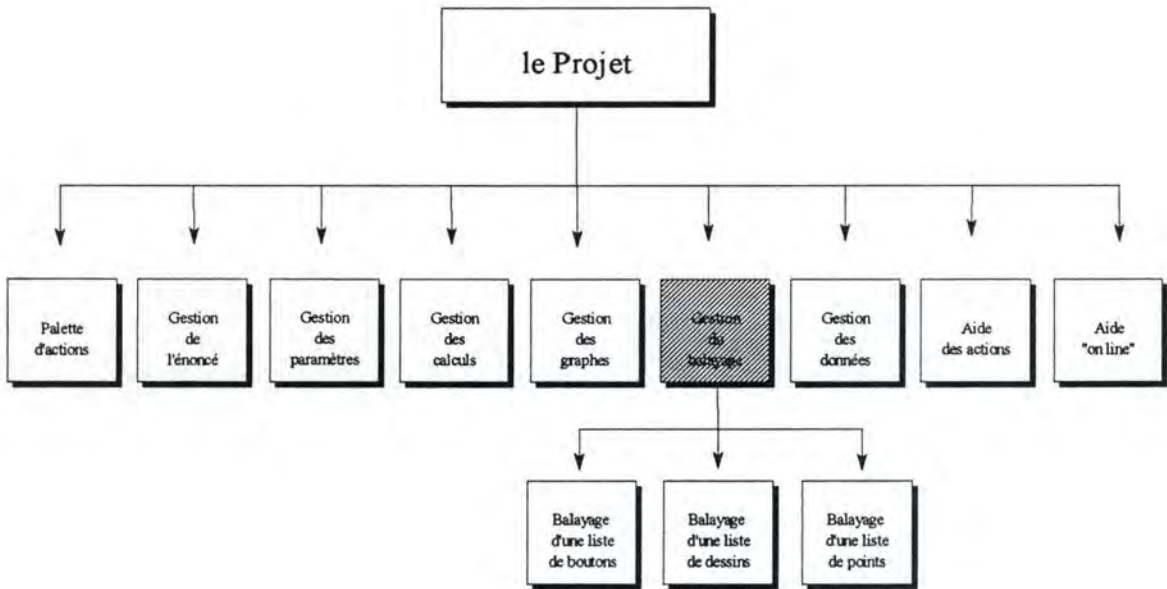 le Projet
Palette
d'actions
Gestion
de
l'énoncé
Gestion
des
paramètres
Gestion
des
calculs
Gestion
des
graphes
Gestion
du
balayage
Gestion
des
données
Aide
des actions
Aide
"on line"
Balayage
d'une liste
de boutons
Balayage
d'une liste
de dessins
Balayage
d'une liste
de points